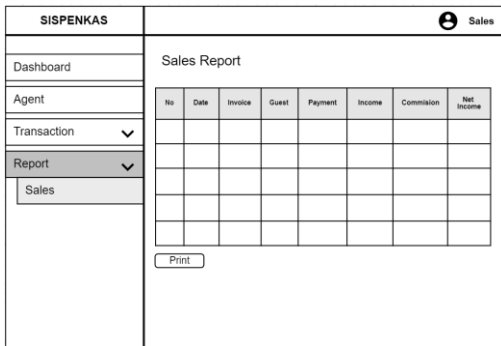 SISPENKAS
Sales
Dashboard
Agent
Transaction
Report
Sales
Sales Report
No Date Invoice Guest Payment Income Commision Net Income
Print